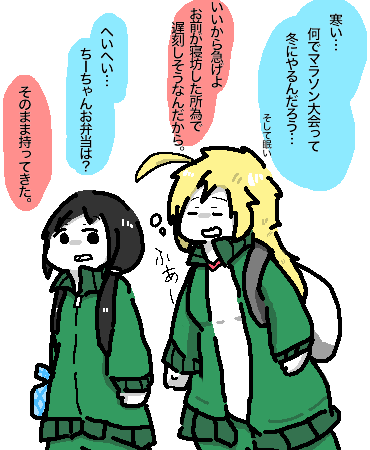 寒い…
何でマラソン大会って
冬にやるんだろう…
そして眠い
いいから急げよ
お前が寝坊した所為で
遅刻しそうなんだから。
へいへい…
ちーちゃんお弁当は？
そのまま持ってきた。
ふぁー